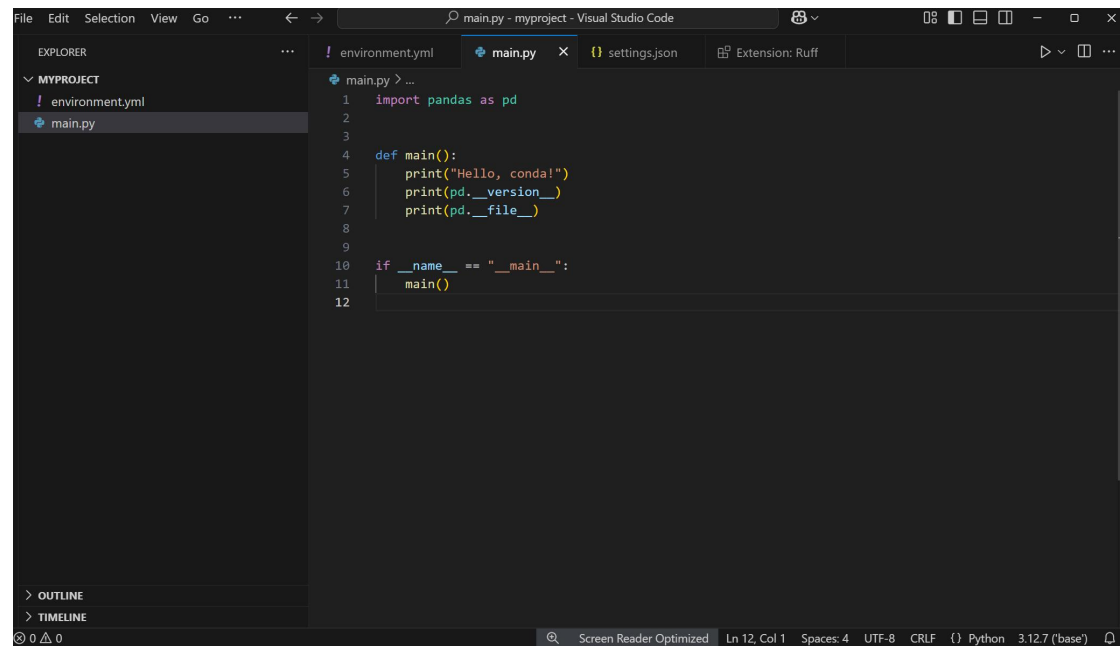 File Edit Selection View Go ··· ← → main.py - myproject - Visual Studio Code
EXPLORER ···
MYPROJECT
! environment.yml
main.py
OUTLINE
TIMELINE
! environment.yml main.py × {} settings.json Extension: Ruff
main.py > ...
1 import pandas as pd
2
3
4 def main():
5     print("Hello, conda!")
6     print(pd.__version__)
7     print(pd.__file__)
8
9
10 if __name__ == "__main__":
11     main()
12
0 0 Screen Reader Optimized Ln 12, Col 1 Spaces: 4 UTF-8 CRLF {} Python 3.12.7 ('base')